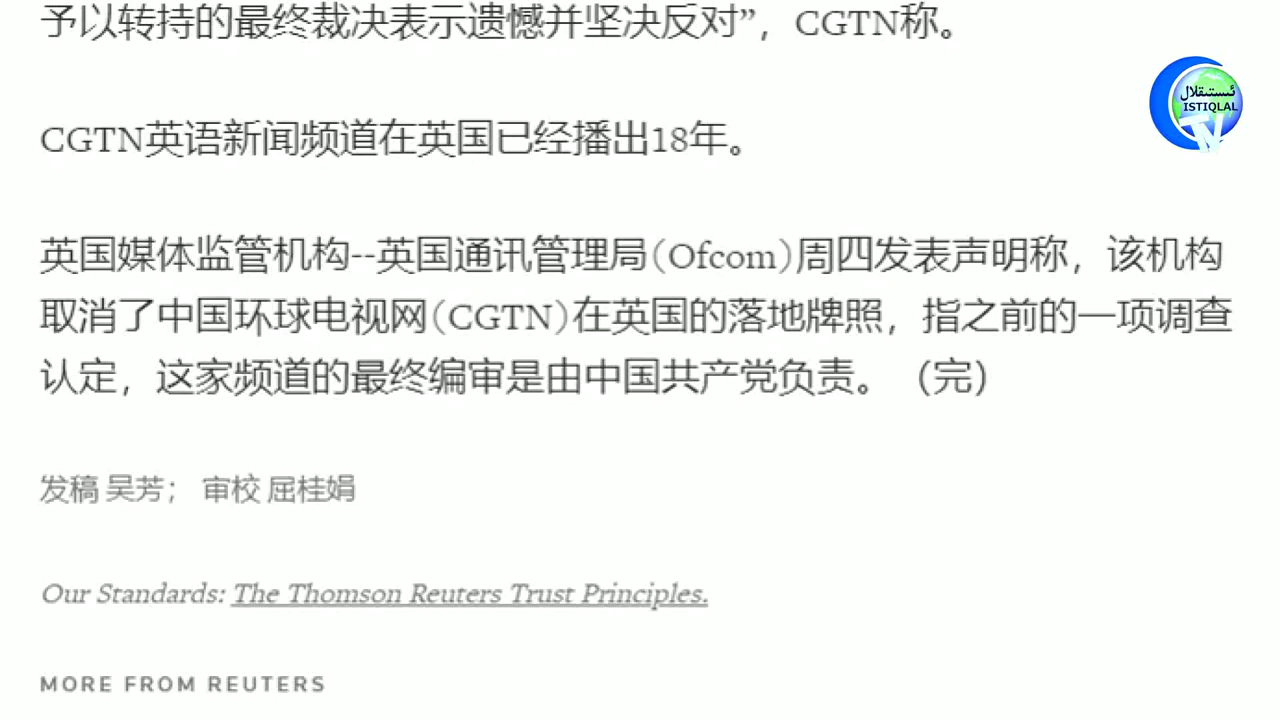 予以转持的最终裁决表示遗憾并坚决反对”，CGTN称。
ئىستىقلال
ISTIQLAL
TV
CGTN英语新闻频道在英国已经播出18年。
英国媒体监管机构--英国通讯管理局(Ofcom)周四发表声明称，该机构
取消了中国环球电视网(CGTN)在英国的落地牌照，指之前的一项调查
认定，这家频道的最终编审是由中国共产党负责。（完）
发稿 吴芳； 审校 屈桂娟
Our Standards: The Thomson Reuters Trust Principles.
MORE FROM REUTERS